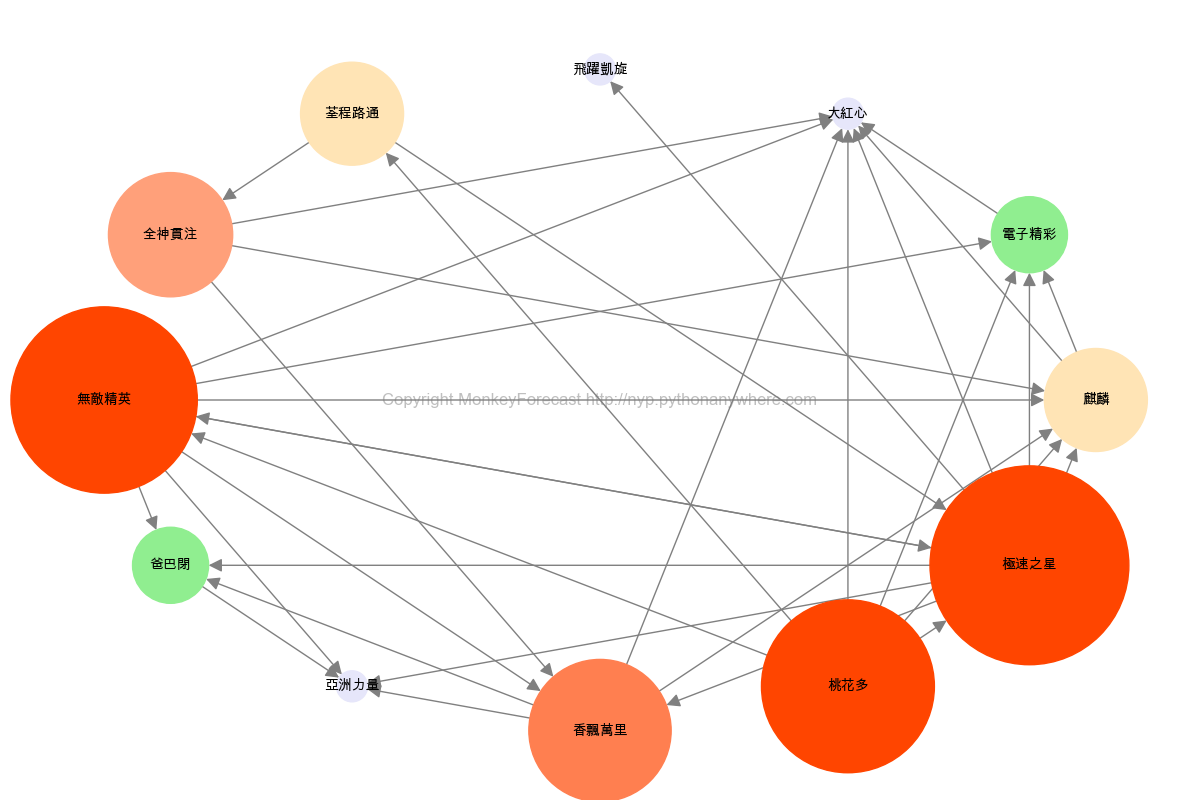 飛躍凱旋
荃程路通
大紅心
全神貫注
電子精彩
無敵精英
Copyright MonkeyForecast http://nyp.pythonanywhere.com
麒麟
爸巴閉
極速之星
亞洲力量
桃花多
香飄萬里